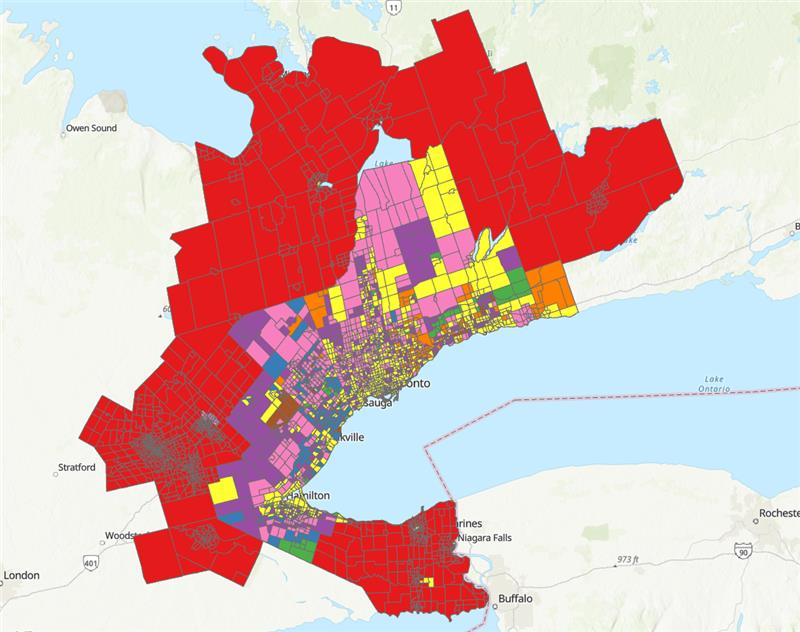 11
Owen Sound
Lake
Lake
Ontario
onto
sauga
kville
Stratford
amilton
rines
Niagara Falls
Rocheste
Woodst
401
973 ft
90
London
Buffalo